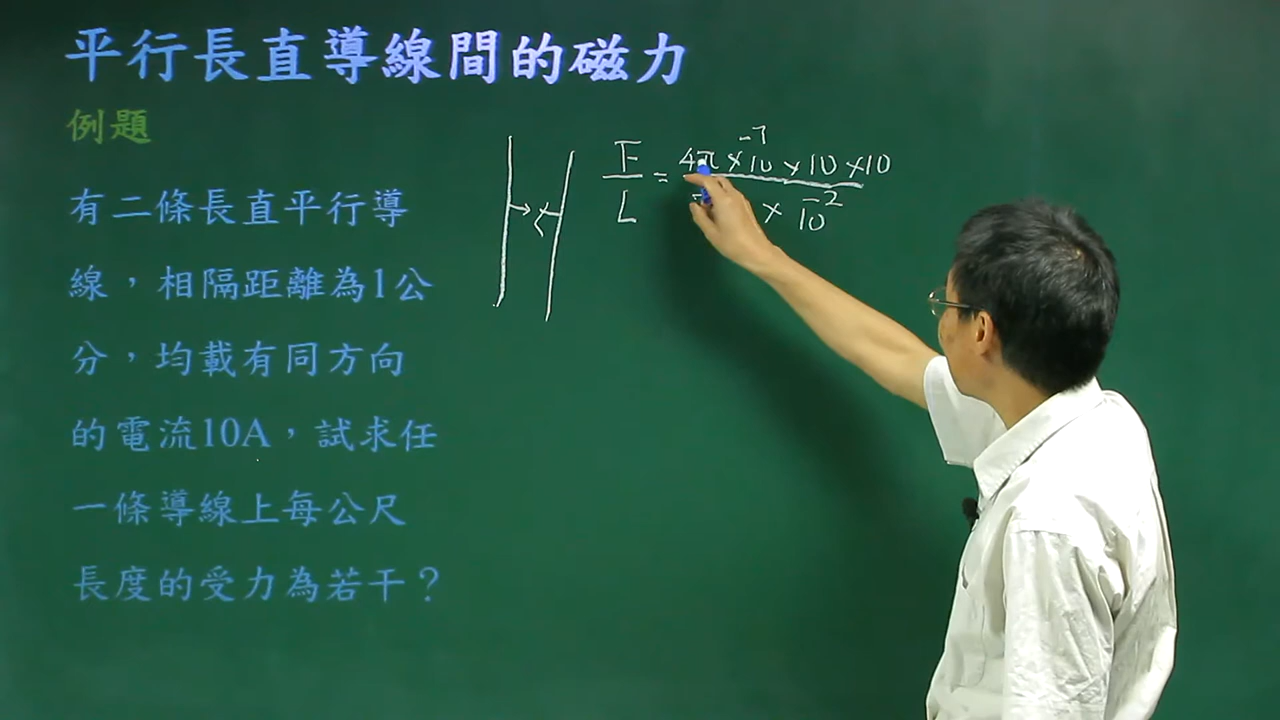 平行長直導線間的磁力
例題
有二條長直平行導
線，相隔距離為1公
分，均載有同方向
的電流10A，試求任
一條導線上每公尺
長度的受力為若干？
F/L = 4π×10⁻⁷×10×10
× 10⁻²